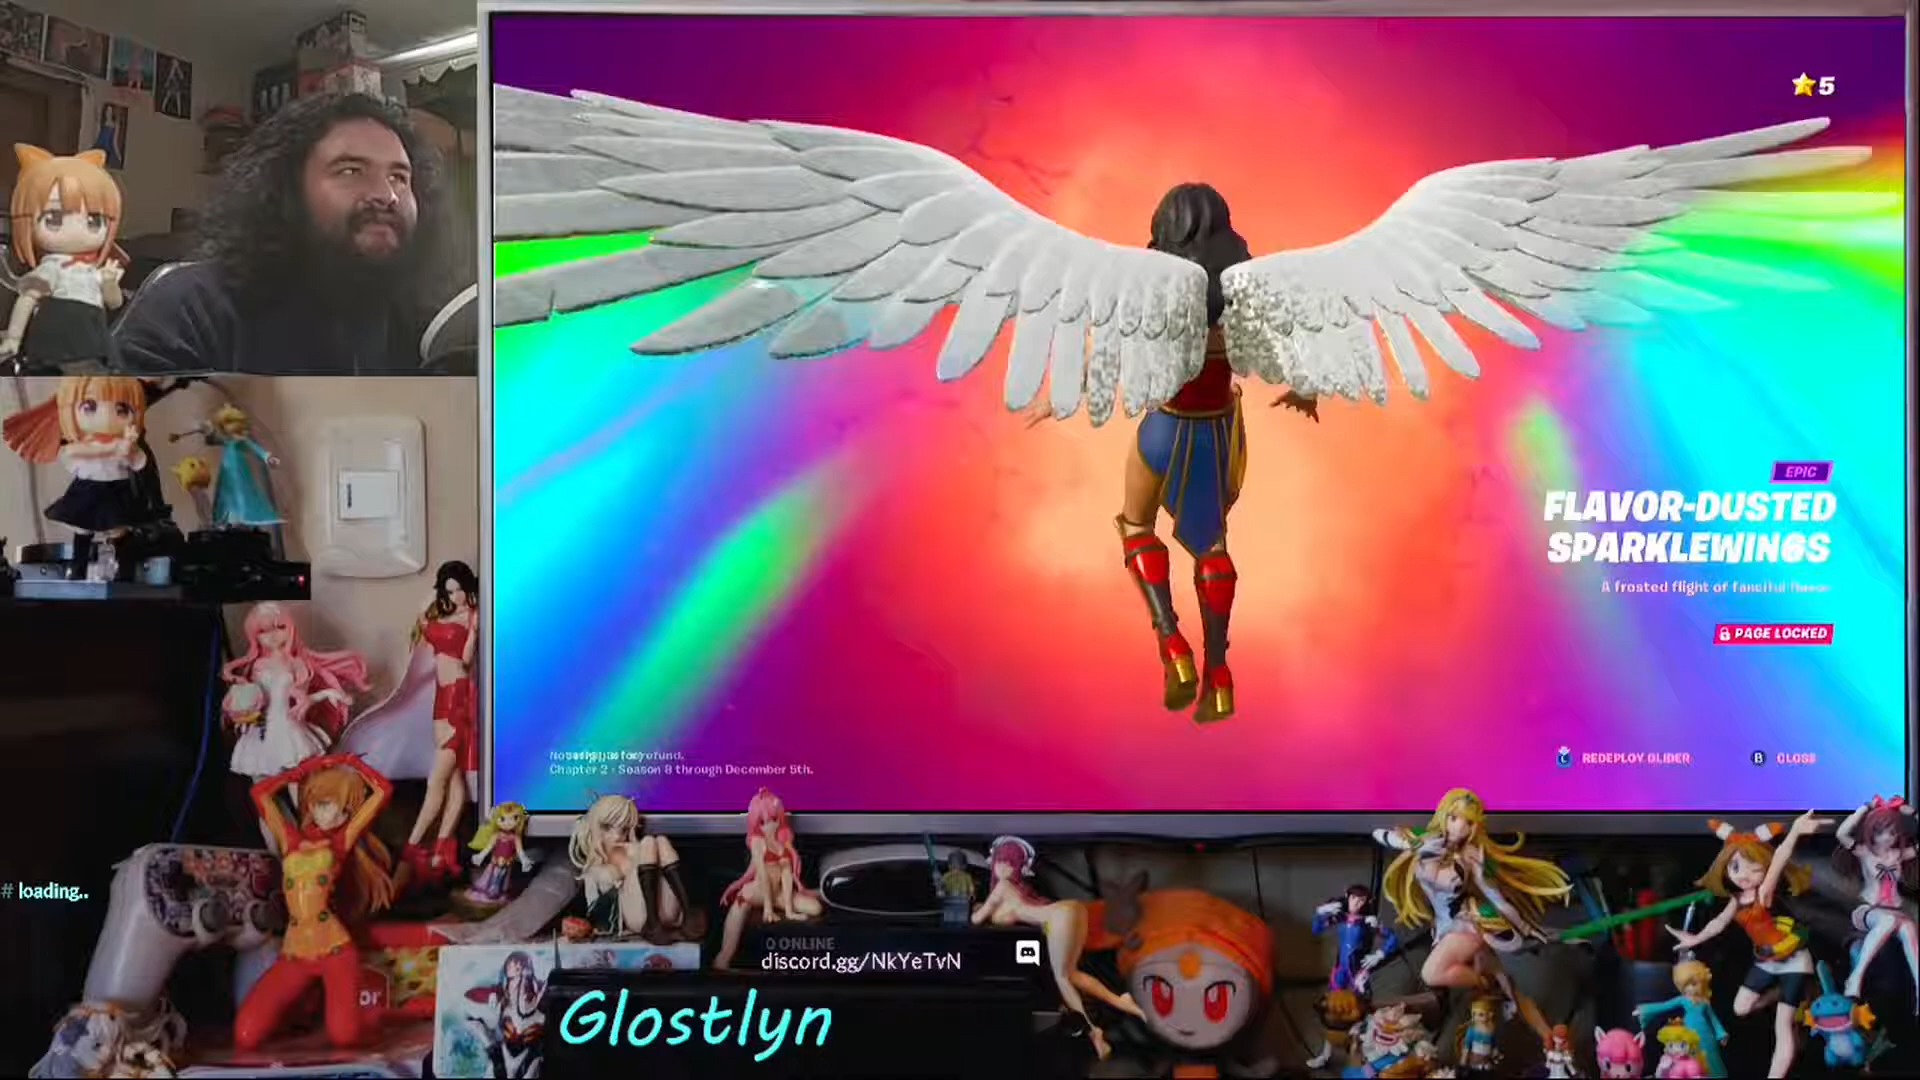 5
EPIC
FLAVOR-DUSTED
SPARKLEWINGS
A frosted flight of fanciful flavor
PAGE LOCKED
refund.
Chapter 2 - Season 8 through December 5th.
REDEPLOY GLIDER
B CLOSE
# loading..
0 ONLINE
discord.gg/NkYeTvN
Glostlyn